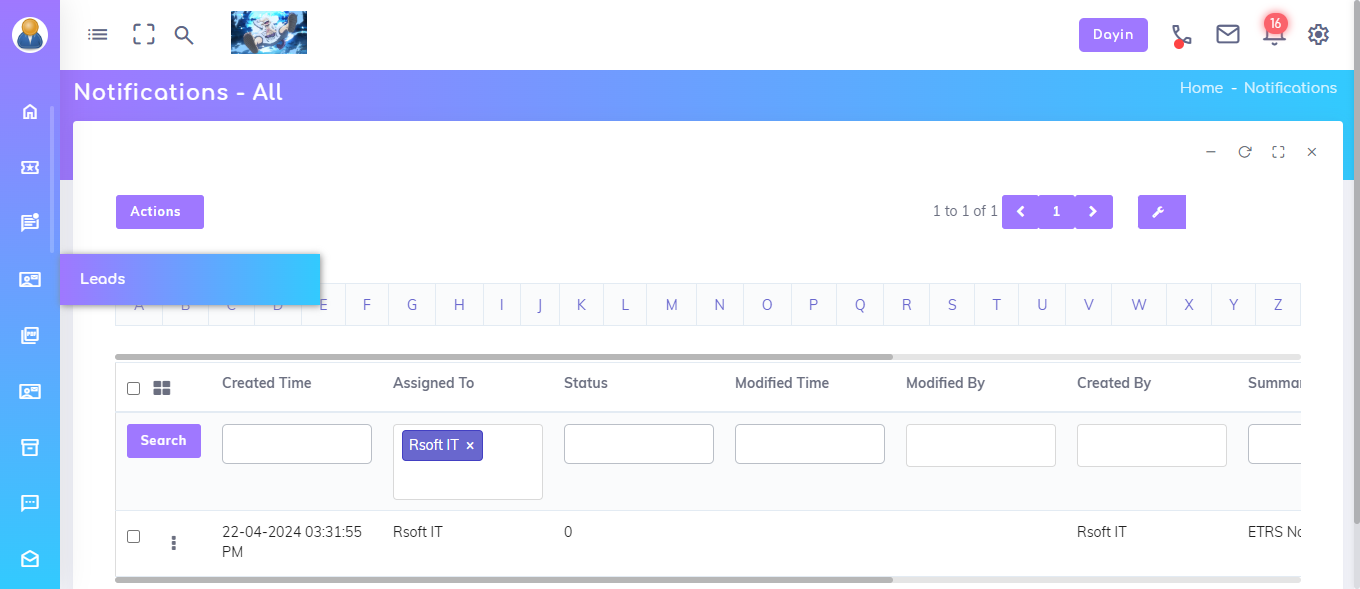 Dayin
16
Notifications - All
Home - Notifications
Actions
1 to 1 of 1
1
Leads
A B C D E F G H I J K L M N O P Q R S T U V W X Y Z
Created Time Assigned To Status Modified Time Modified By Created By Summar
Search
Rsoft IT ×
22-04-2024 03:31:55 Rsoft IT 0 Rsoft IT ETRS No
PM